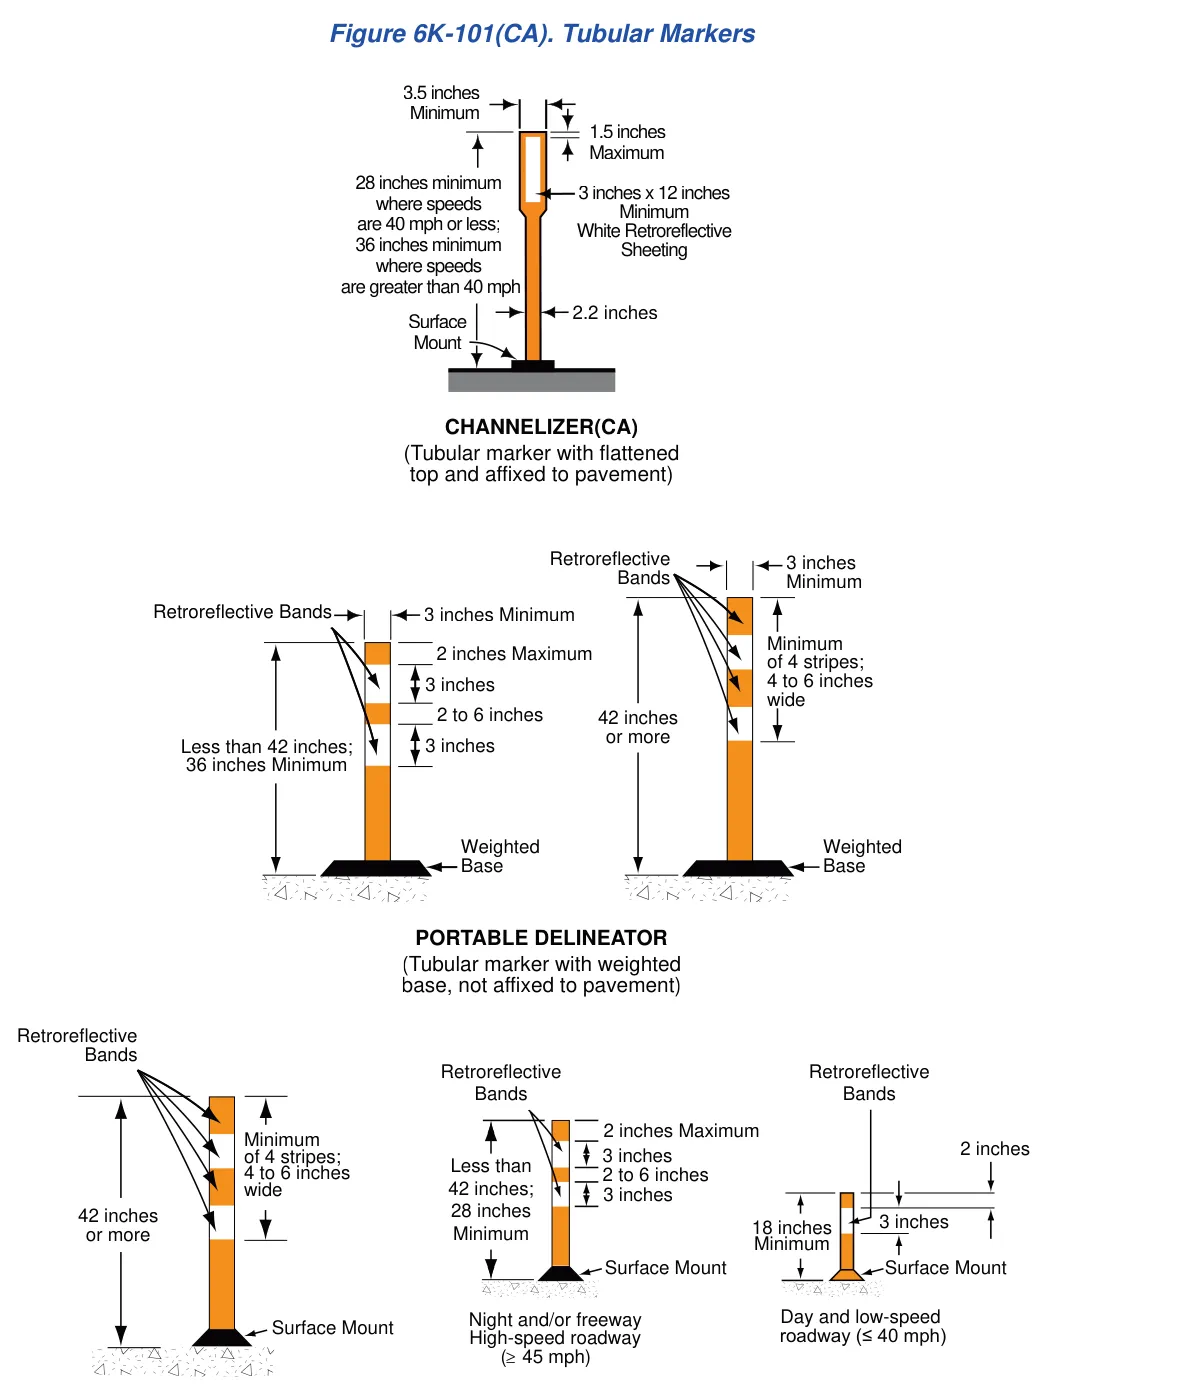 Figure 6K-101(CA). Tubular Markers
3.5 inches
Minimum
1.5 inches
Maximum
28 inches minimum
where speeds
are 40 mph or less;
36 inches minimum
where speeds
are greater than 40 mph
3 inches x 12 inches
Minimum
White Retroreflective
Sheeting
2.2 inches
Surface
Mount
CHANNELIZER(CA)
(Tubular marker with flattened
top and affixed to pavement)
Retroreflective Bands
3 inches Minimum
2 inches Maximum
3 inches
2 to 6 inches
3 inches
Less than 42 inches;
36 inches Minimum
Weighted
Base
Retroreflective
Bands
3 inches
Minimum
Minimum
of 4 stripes;
4 to 6 inches
wide
42 inches
or more
Weighted
Base
PORTABLE DELINEATOR
(Tubular marker with weighted
base, not affixed to pavement)
Retroreflective
Bands
Minimum
of 4 stripes;
4 to 6 inches
wide
42 inches
or more
Surface Mount
Retroreflective
Bands
2 inches Maximum
3 inches
2 to 6 inches
3 inches
Less than
42 inches;
28 inches
Minimum
Surface Mount
Night and/or freeway
High-speed roadway
(≥ 45 mph)
Retroreflective
Bands
2 inches
3 inches
18 inches
Minimum
Surface Mount
Day and low-speed
roadway (≤ 40 mph)